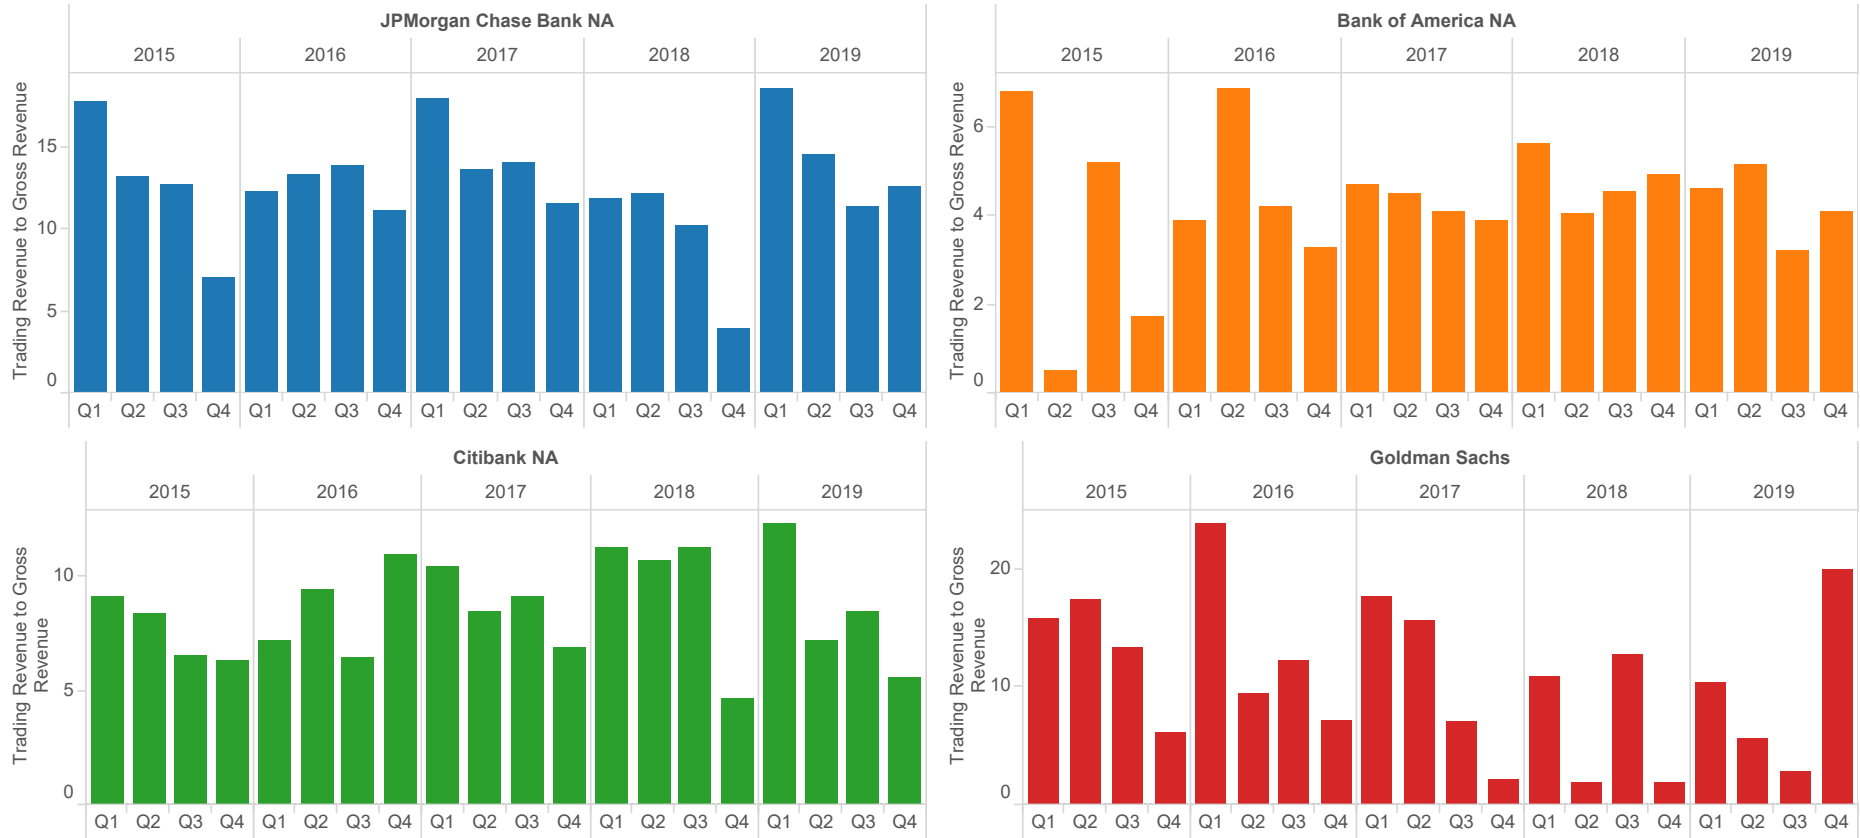 JPMorgan Chase Bank NA
2015 2016 2017 2018 2019
Trading Revenue to Gross Revenue
15
10
5
0
Q1 Q2 Q3 Q4 Q1 Q2 Q3 Q4 Q1 Q2 Q3 Q4 Q1 Q2 Q3 Q4 Q1 Q2 Q3 Q4
Bank of America NA
2015 2016 2017 2018 2019
Trading Revenue to Gross Revenue
6
4
2
0
Q1 Q2 Q3 Q4 Q1 Q2 Q3 Q4 Q1 Q2 Q3 Q4 Q1 Q2 Q3 Q4 Q1 Q2 Q3 Q4
Citibank NA
2015 2016 2017 2018 2019
Trading Revenue to Gross
Revenue
10
5
0
Q1 Q2 Q3 Q4 Q1 Q2 Q3 Q4 Q1 Q2 Q3 Q4 Q1 Q2 Q3 Q4 Q1 Q2 Q3 Q4
Goldman Sachs
2015 2016 2017 2018 2019
Trading Revenue to Gross
Revenue
20
10
0
Q1 Q2 Q3 Q4 Q1 Q2 Q3 Q4 Q1 Q2 Q3 Q4 Q1 Q2 Q3 Q4 Q1 Q2 Q3 Q4